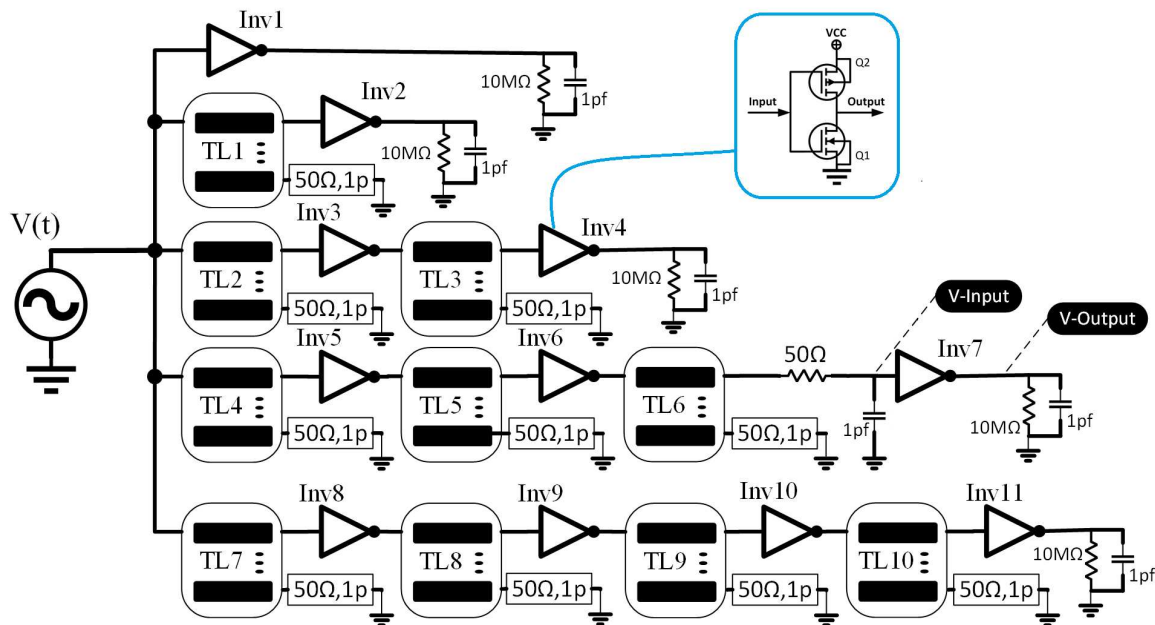 Inv1
10MΩ
1pf
VCC
Q2
Input
Output
Q1
TL1
Inv2
10MΩ
1pf
50Ω,1p
V(t)
TL2
Inv3
50Ω,1p
TL3
Inv4
50Ω,1p
10MΩ
1pf
TL4
Inv5
50Ω,1p
TL5
Inv6
50Ω,1p
TL6
50Ω,1p
50Ω
1pf
V-Input
Inv7
V-Output
10MΩ
1pf
TL7
Inv8
50Ω,1p
TL8
Inv9
50Ω,1p
TL9
Inv10
50Ω,1p
TL10
Inv11
50Ω,1p
10MΩ
1pf